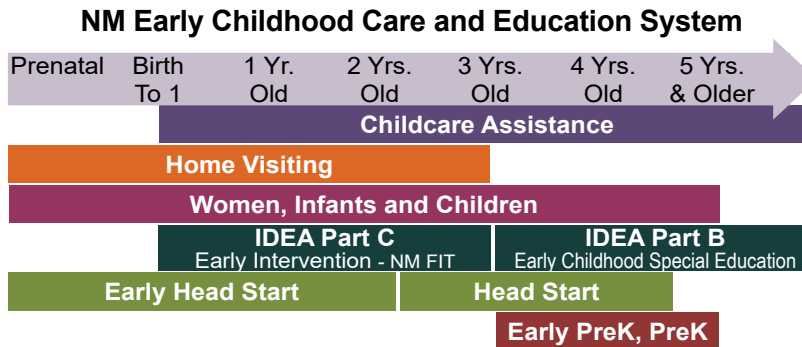 NM Early Childhood Care and Education System
Prenatal Birth 1 Yr. 2 Yrs. 3 Yrs. 4 Yrs. 5 Yrs.
To 1 Old Old Old Old & Older
Childcare Assistance
Home Visiting
Women, Infants and Children
IDEA Part C IDEA Part B
Early Intervention - NM FIT Early Childhood Special Education
Early Head Start Head Start
Early PreK, PreK